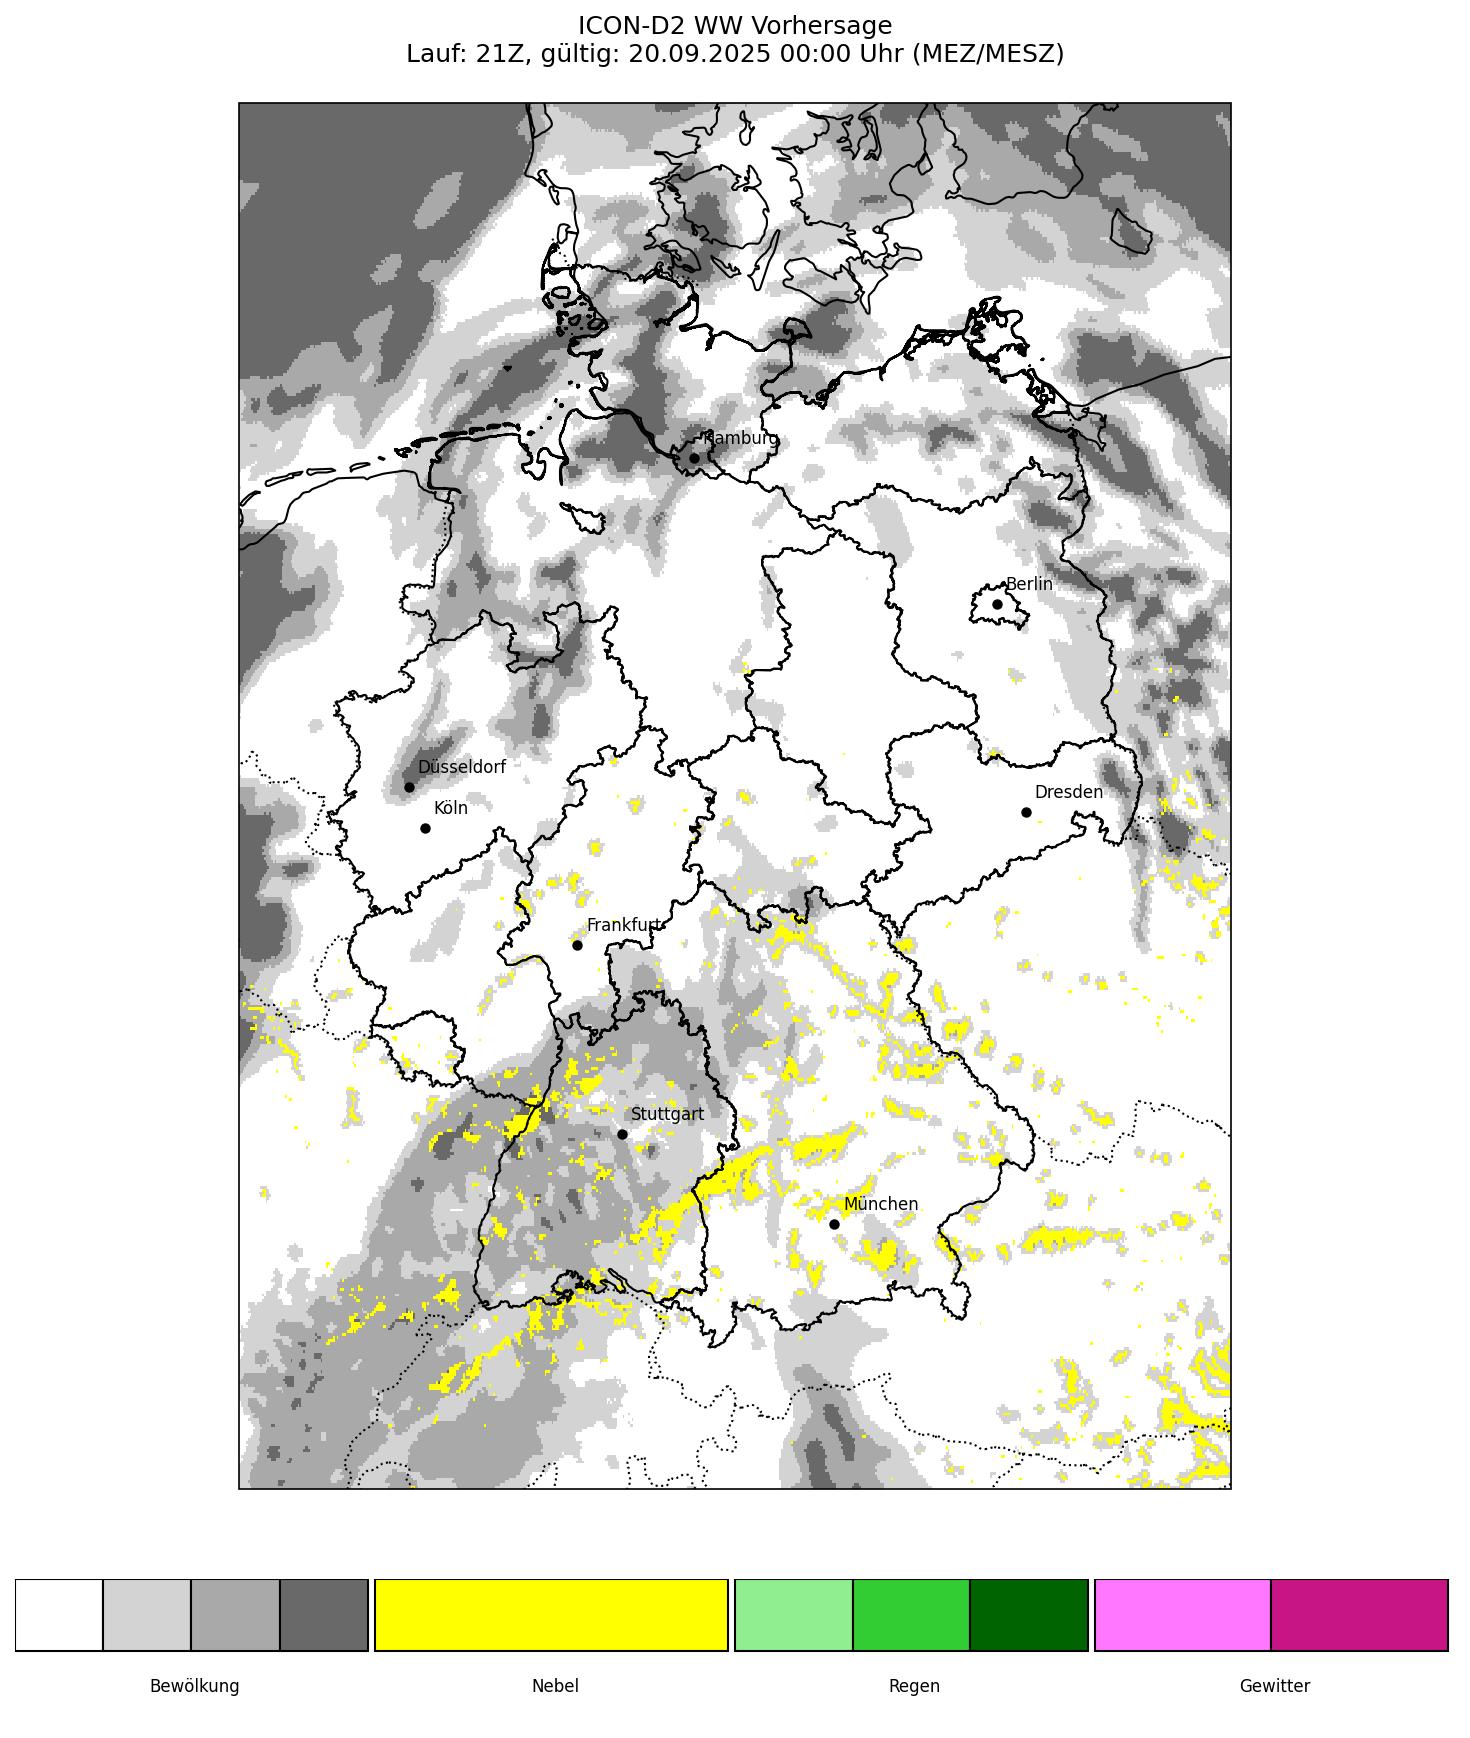 ICON-D2 WW Vorhersage
Lauf: 21Z, gültig: 20.09.2025 00:00 Uhr (MEZ/MESZ)
Hamburg
Berlin
Düsseldorf
Köln
Dresden
Frankfurt
Stuttgart
München
Bewölkung
Nebel
Regen
Gewitter